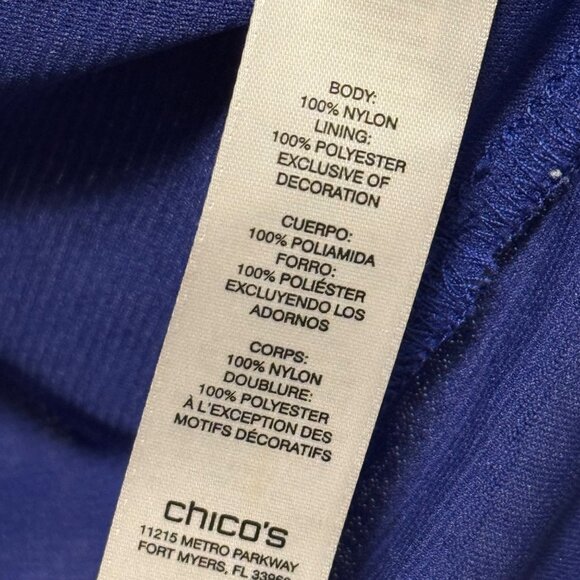 BODY:
100% NYLON
LINING:
100% POLYESTER
EXCLUSIVE OF
DECORATION
CUERPO:
100% POLIAMIDA
FORRO:
100% POLIÉSTER
EXCLUYENDO LOS
ADORNOS
CORPS:
100% NYLON
DOUBLURE:
100% POLYESTER
À L'EXCEPTION DES
MOTIFS DÉCORATIFS
chico's
11215 METRO PARKWAY
FORT MYERS, FL